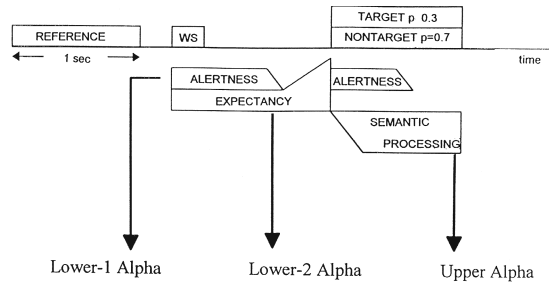 TARGET p 0.3
REFERENCE WS NONTARGET p=0.7
1 sec time
ALERTNESS ALERTNESS
EXPECTANCY
SEMANTIC
PROCESSING
Lower-1 Alpha Lower-2 Alpha Upper Alpha